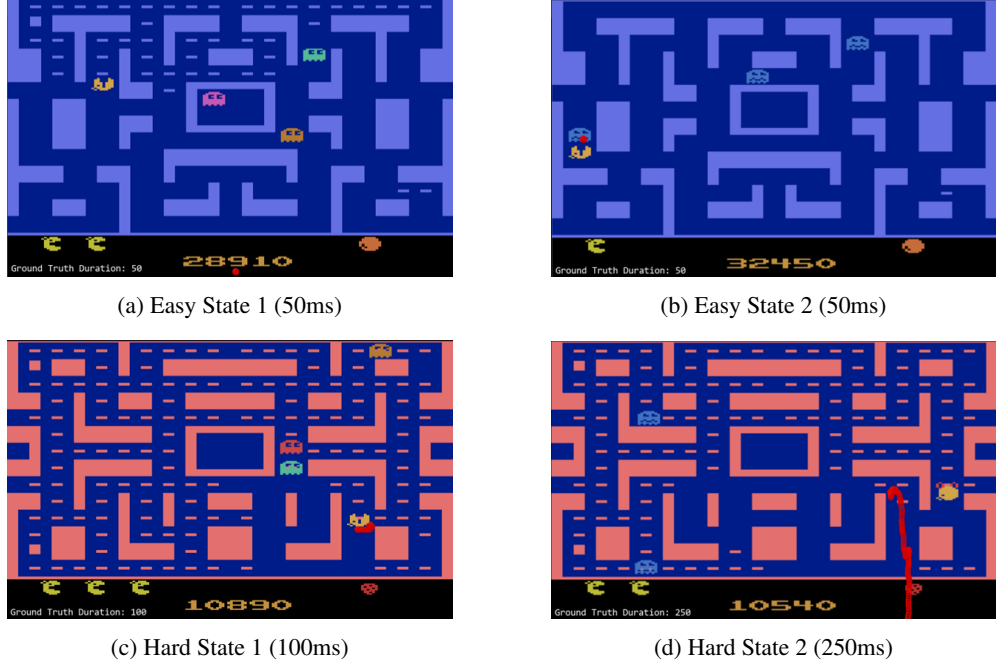 28910
Ground Truth Duration: 50
32450
Ground Truth Duration: 50
(a) Easy State 1 (50ms)
(b) Easy State 2 (50ms)
10890
Ground Truth Duration: 100
10540
Ground Truth Duration: 250
(c) Hard State 1 (100ms)
(d) Hard State 2 (250ms)